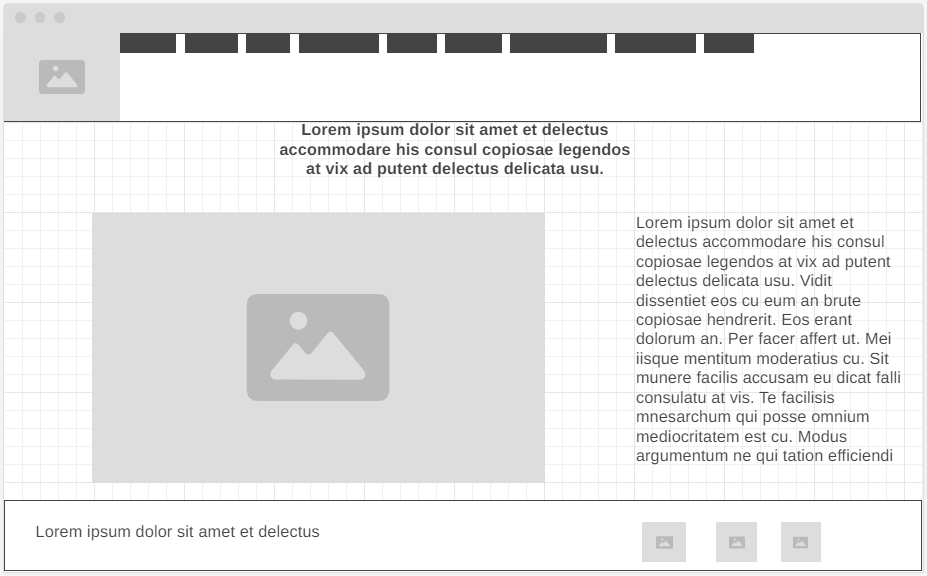 Lorem ipsum dolor sit amet et delectus
accommodare his consul copiosae legendos
at vix ad putent delectus delicata usu.
Lorem ipsum dolor sit amet et
delectus accommodare his consul
copiosae legendos at vix ad putent
delectus delicata usu. Vidit
dissentiet eos cu eum an brute
copiosae hendrerit. Eos erant
dolorum an. Per facer affert ut. Mei
iisque mentitum moderatius cu. Sit
munere facilis accusam eu dicat falli
consulatu at vis. Te facilisis
mnesarchum qui posse omnium
mediocritatem est cu. Modus
argumentum ne qui tation efficiendi
Lorem ipsum dolor sit amet et delectus